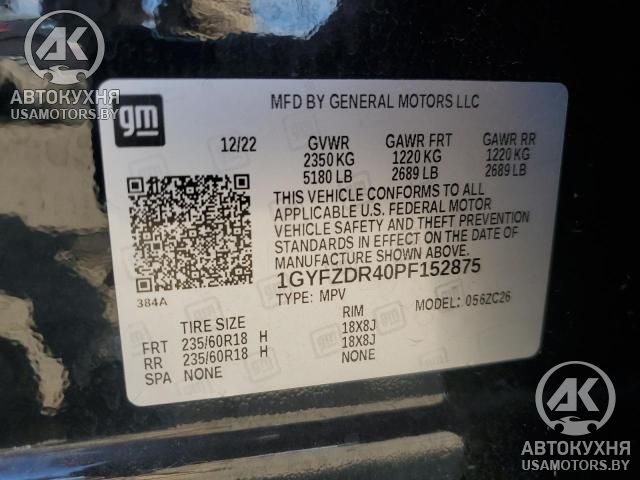 AK
АВТОКУХНЯ
USAMOTORS.BY
gm
MFD BY GENERAL MOTORS LLC
12/22 GVWR GAWR FRT GAWR RR
2350 KG 1220 KG 1220 KG
5180 LB 2689 LB 2689 LB
THIS VEHICLE CONFORMS TO ALL
APPLICABLE U.S. FEDERAL MOTOR
VEHICLE SAFETY AND THEFT PREVENTION
STANDARDS IN EFFECT ON THE DATE
OF MANUFACTURE SHOWN ABOVE.
1GYFZDR40PF152875
384A TYPE: MPV MODEL: 056ZC26
TIRE SIZE RIM
FRT 235/60R18 H 18X8J
RR 235/60R18 H 18X8J
SPA NONE NONE
AK
АВТОКУХНЯ
USAMOTORS.BY